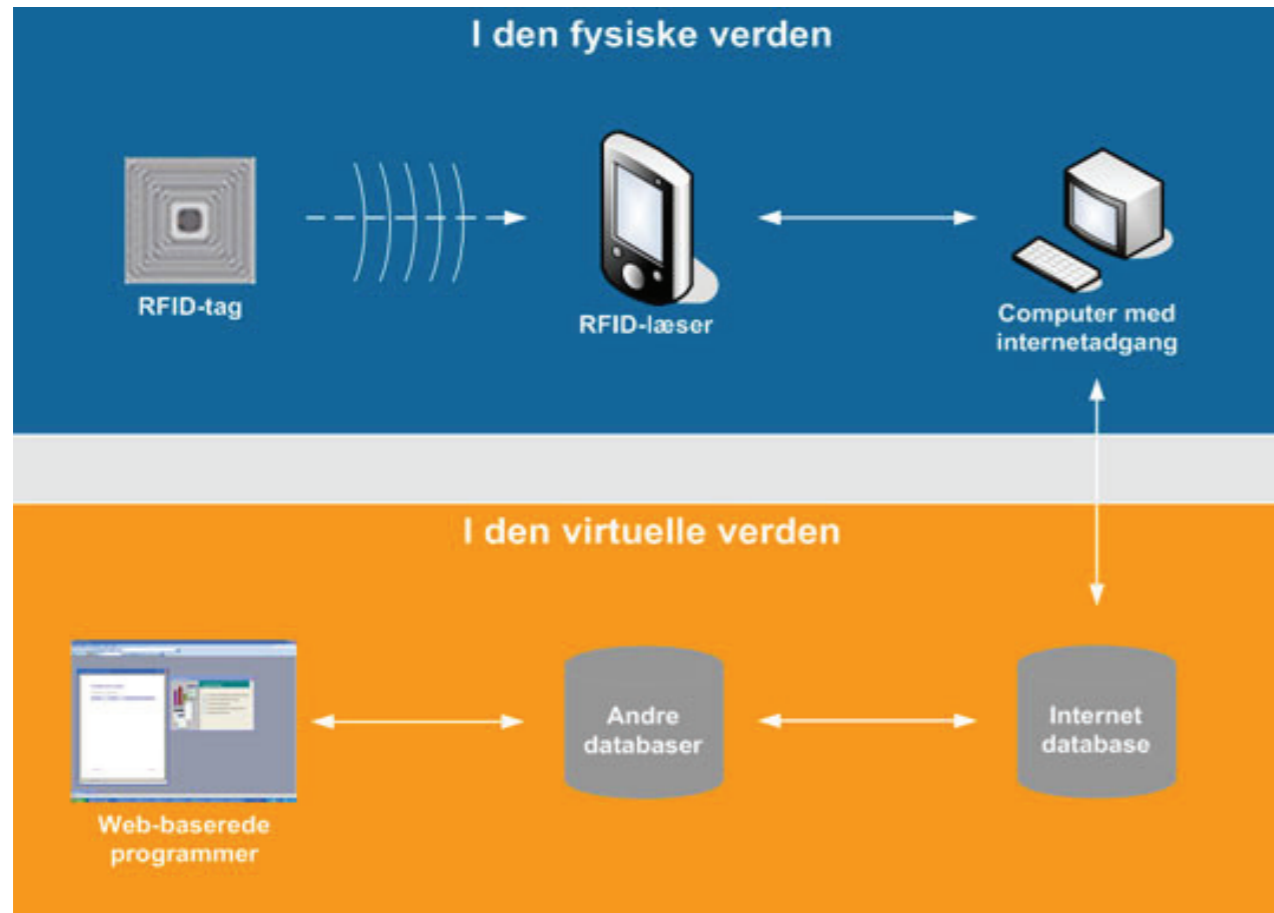 I den fysiske verden
RFID-tag
RFID-læser
Computer med
internetadgang
I den virtuelle verden
Andre
databaser
Internet
database
Web-baserede
programmer